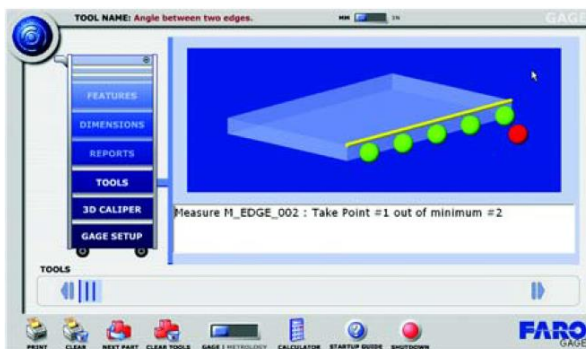 TOOL NAME: Angle between two edges.
MM IN
GAGE
FEATURES
DIMENSIONS
REPORTS
TOOLS
3D CALIPER
GAGE SETUP
Measure M_EDGE_002 : Take Point #1 out of minimum #2
TOOLS
PRINT
CLEAR
NEXT PART
CLEAR TOOLS
GAGE | METROLOGY
CALCULATOR
STARTUP GUIDE
SHUTDOWN
FARO
GAGE